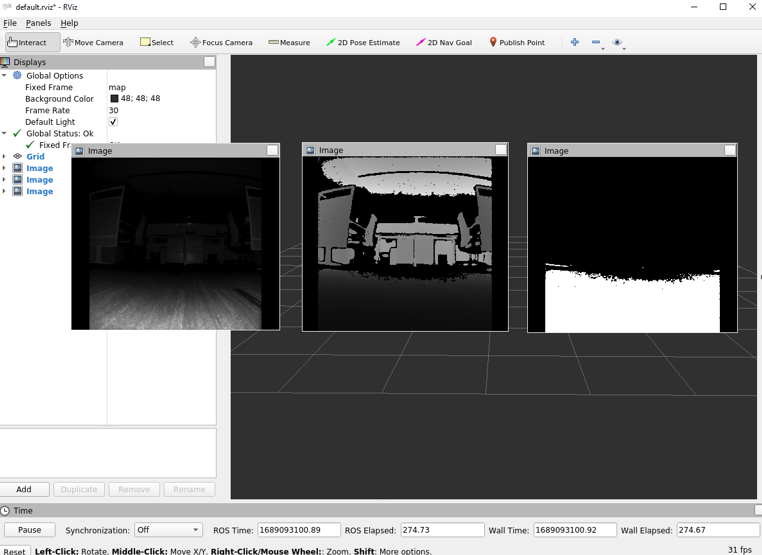 default.rviz* - RViz
File Panels Help
Interact Move Camera Select Focus Camera Measure 2D Pose Estimate 2D Nav Goal Publish Point
Displays
Global Options
Fixed Frame map
Background Color 48; 48; 48
Frame Rate 30
Default Light
Global Status: Ok
Fixed Fr
Grid
Image
Image
Image
Image
Image
Image
Add Duplicate Remove Rename
Time
Pause Synchronization: Off ROS Time: 1689093100.89 ROS Elapsed: 274.73 Wall Time: 1689093100.92 Wall Elapsed: 274.67
Reset Left-Click: Rotate. Middle-Click: Move X/Y. Right-Click/Mouse Wheel:: Zoom. Shift: More options. 31 fps